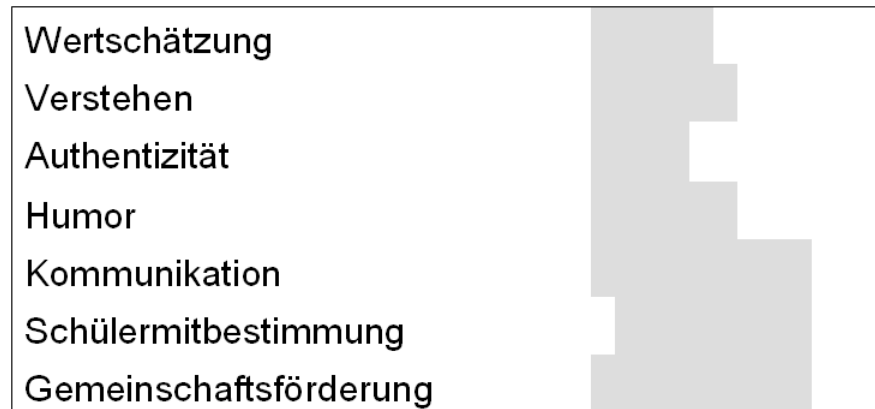 Wertschätzung
Verstehen
Authentizität
Humor
Kommunikation
Schülermitbestimmung
Gemeinschaftsförderung